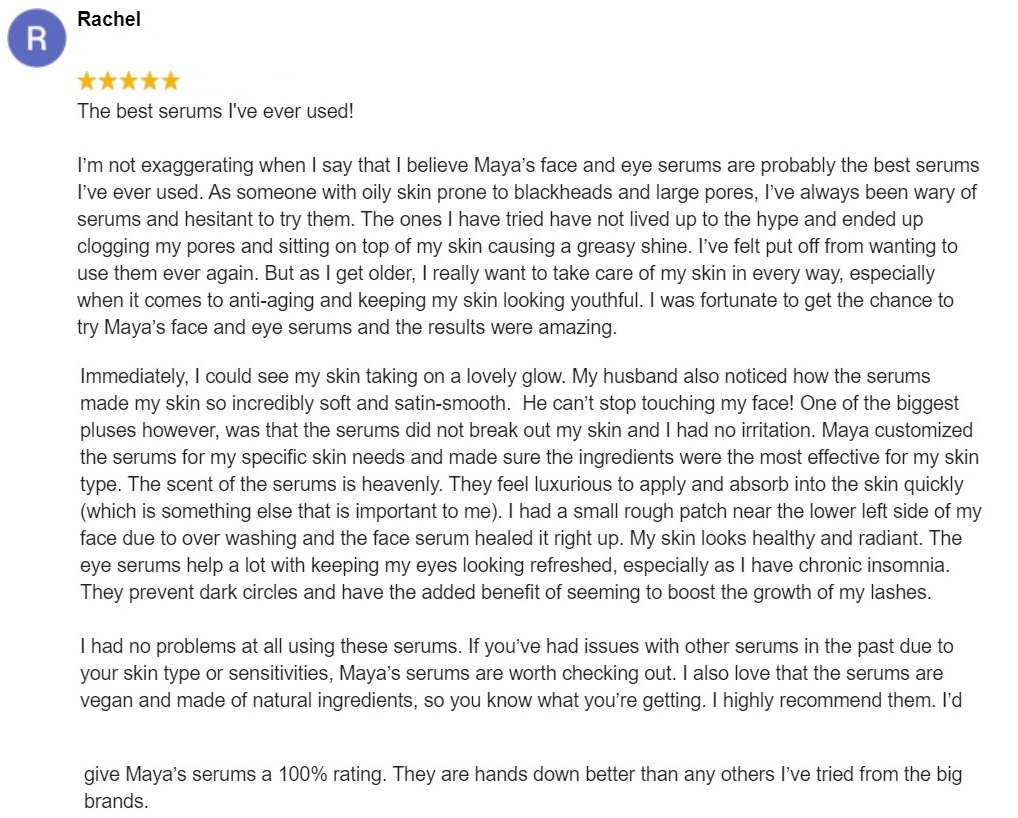 R
Rachel
The best serums I've ever used!
I’m not exaggerating when I say that I believe Maya’s face and eye serums are probably the best serums
I’ve ever used. As someone with oily skin prone to blackheads and large pores, I’ve always been wary of
serums and hesitant to try them. The ones I have tried have not lived up to the hype and ended up
clogging my pores and sitting on top of my skin causing a greasy shine. I’ve felt put off from wanting to
use them ever again. But as I get older, I really want to take care of my skin in every way, especially
when it comes to anti-aging and keeping my skin looking youthful. I was fortunate to get the chance to
try Maya’s face and eye serums and the results were amazing.
Immediately, I could see my skin taking on a lovely glow. My husband also noticed how the serums
made my skin so incredibly soft and satin-smooth.  He can’t stop touching my face! One of the biggest
pluses however, was that the serums did not break out my skin and I had no irritation. Maya customized
the serums for my specific skin needs and made sure the ingredients were the most effective for my skin
type. The scent of the serums is heavenly. They feel luxurious to apply and absorb into the skin quickly
(which is something else that is important to me). I had a small rough patch near the lower left side of my
face due to over washing and the face serum healed it right up. My skin looks healthy and radiant. The
eye serums help a lot with keeping my eyes looking refreshed, especially as I have chronic insomnia.
They prevent dark circles and have the added benefit of seeming to boost the growth of my lashes.
I had no problems at all using these serums. If you’ve had issues with other serums in the past due to
your skin type or sensitivities, Maya’s serums are worth checking out. I also love that the serums are
vegan and made of natural ingredients, so you know what you’re getting. I highly recommend them. I’d
give Maya’s serums a 100% rating. They are hands down better than any others I’ve tried from the big
brands.